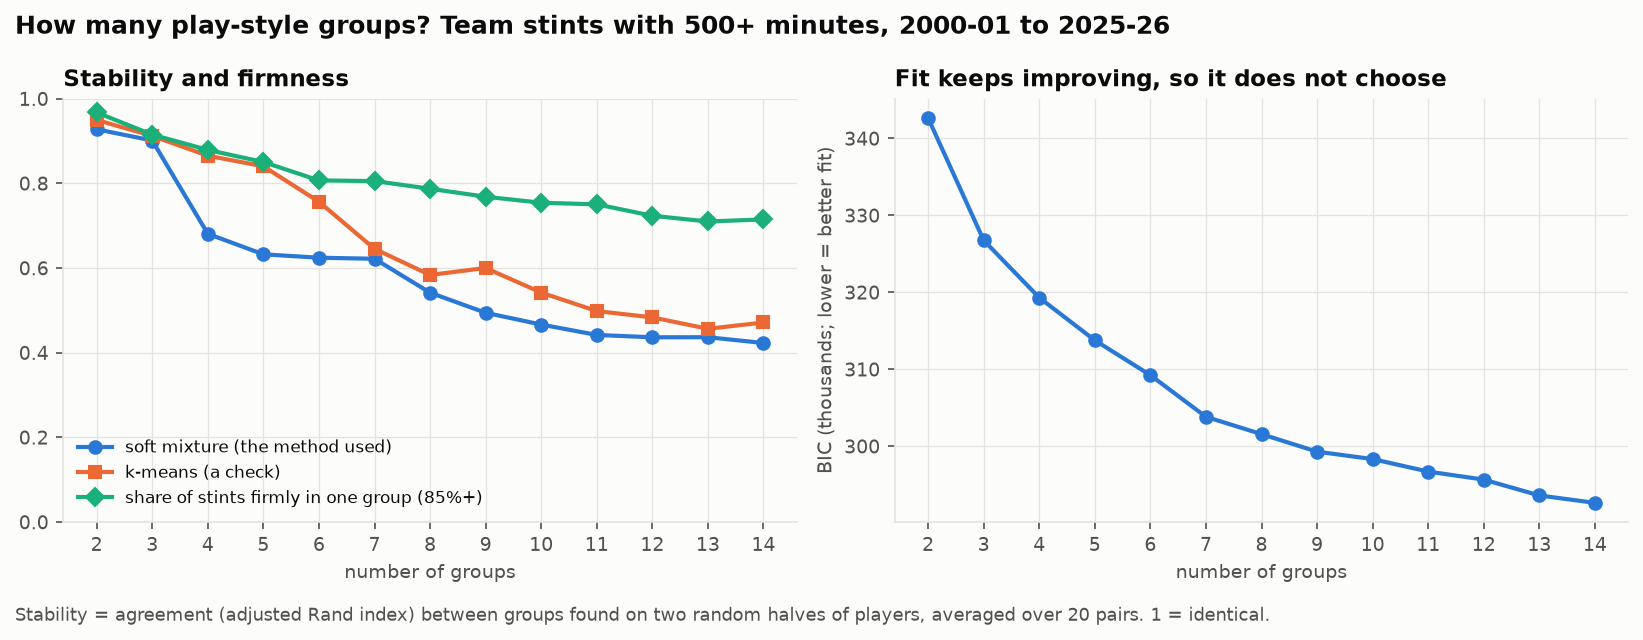 How many play-style groups? Team stints with 500+ minutes, 2000-01 to 2025-26
Stability and firmness
1.0
0.8
0.6
0.4
0.2
0.0
soft mixture (the method used)
k-means (a check)
share of stints firmly in one group (85%+)
2 3 4 5 6 7 8 9 10 11 12 13 14
number of groups
Fit keeps improving, so it does not choose
BIC (thousands; lower = better fit)
340
330
320
310
300
2 3 4 5 6 7 8 9 10 11 12 13 14
number of groups
Stability = agreement (adjusted Rand index) between groups found on two random halves of players, averaged over 20 pairs. 1 = identical.